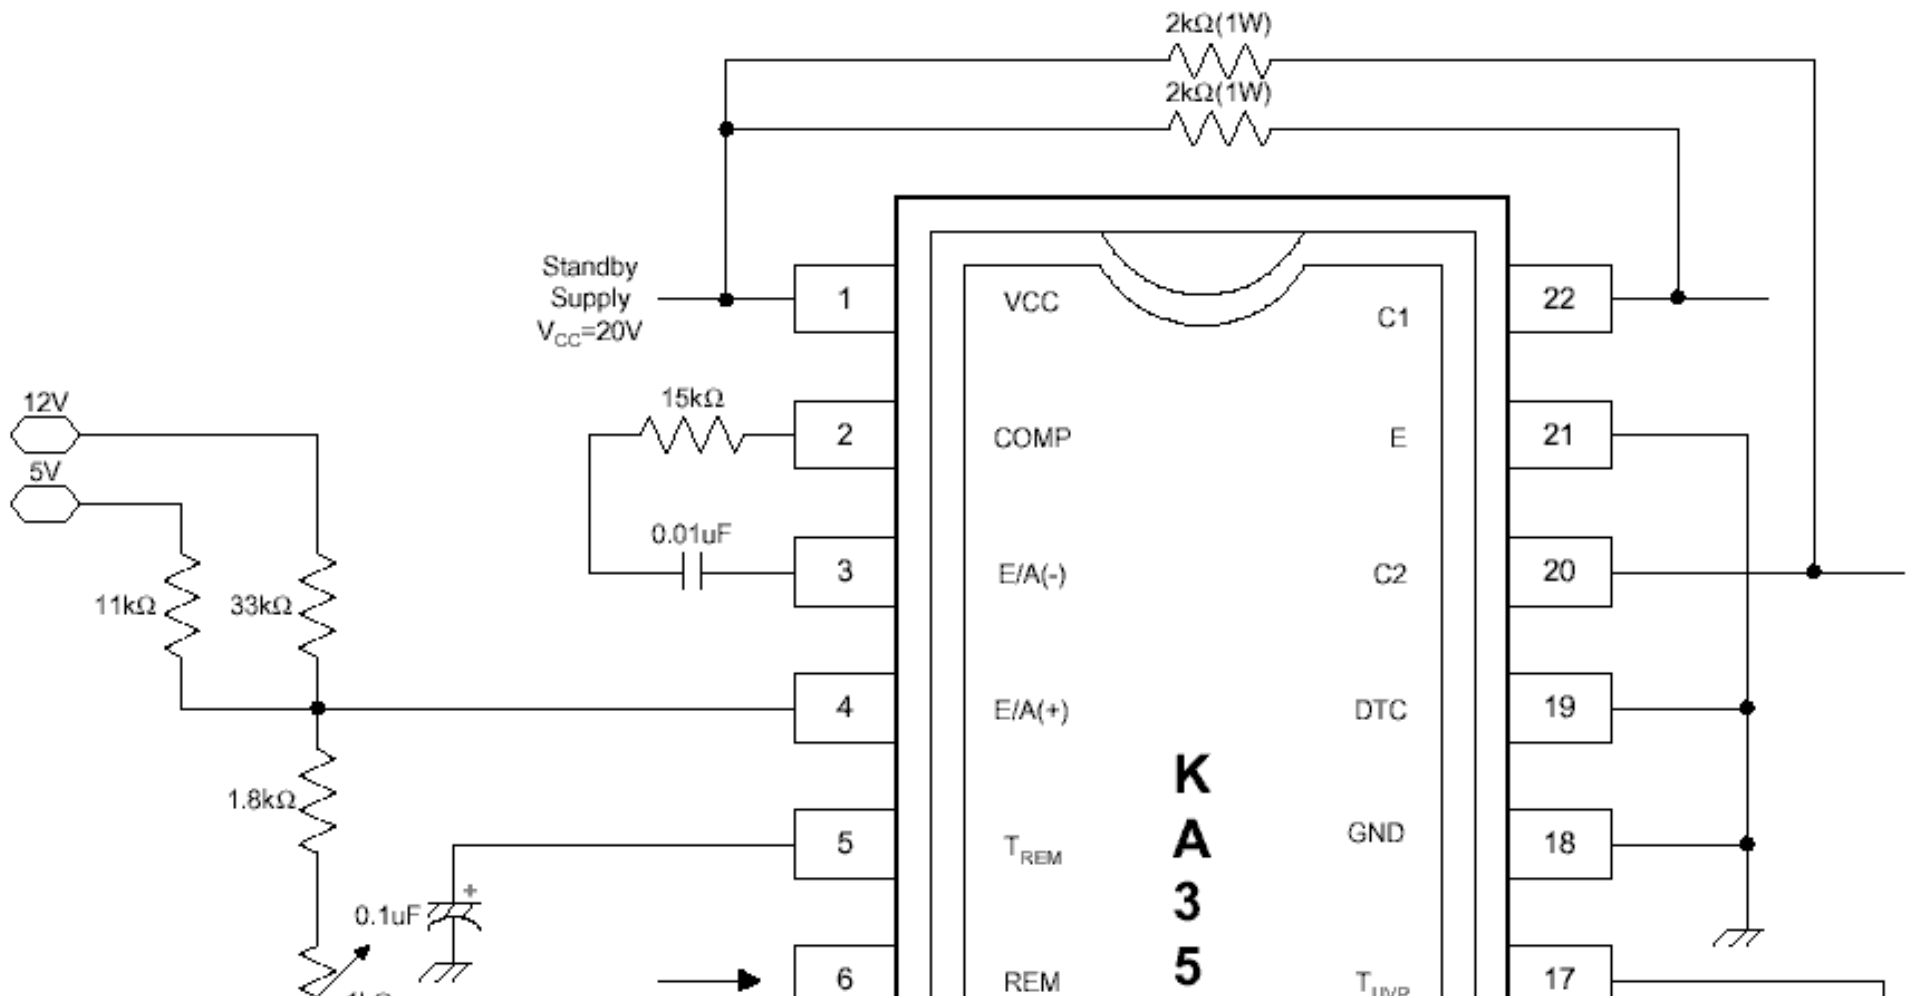 2kΩ(1W)
2kΩ(1W)
Standby
Supply
VCC=20V
1
VCC
C1
22
12V
15kΩ
2
COMP
E
21
5V
0.01uF
3
E/A(-)
C2
20
11kΩ
33kΩ
4
E/A(+)
DTC
19
1.8kΩ
K
A
3
5
5
TREM
GND
18
+
0.1uF
6
REM
TUVP
17